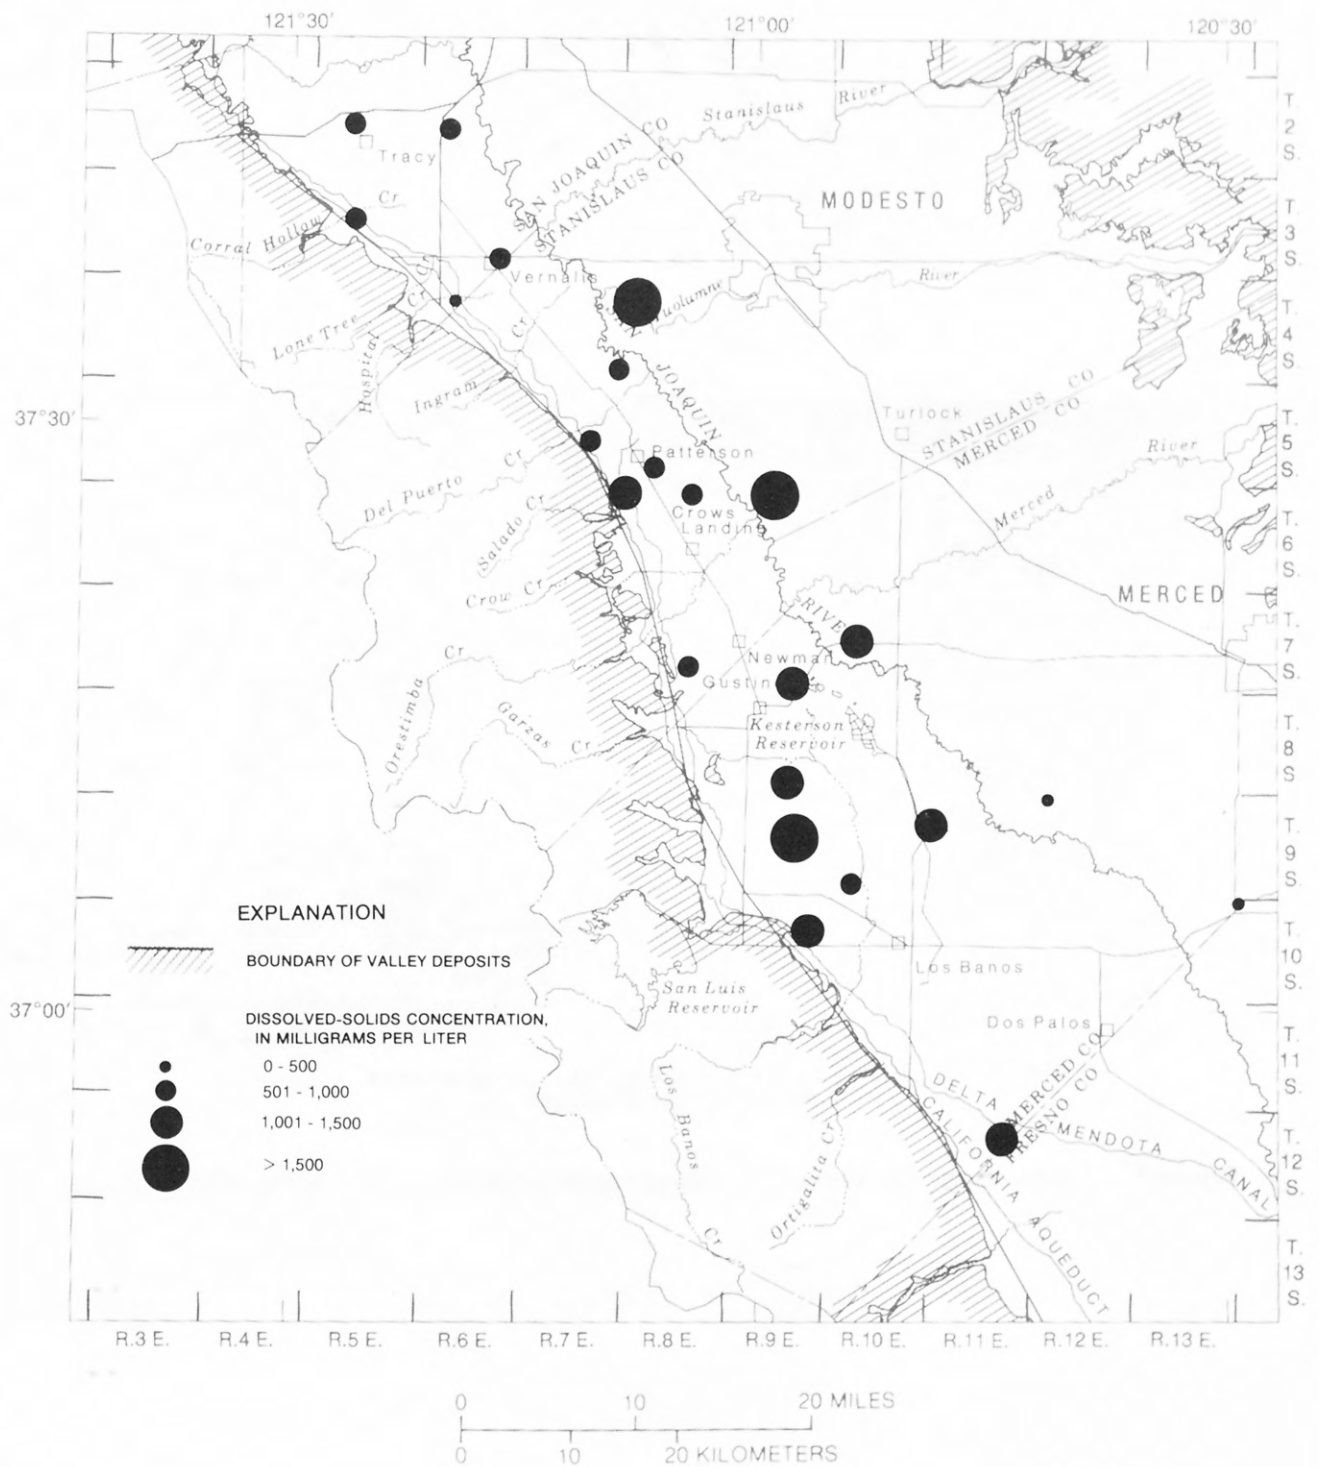 121°30'
121°00'
120°30'
Stanislaus River
SAN JOAQUIN CO
STANISLAUS CO
T. 2 S.
Tracy
MODESTO
T. 3 S.
Corral Hollow Cr
Vernalis
Cr
River
Tuolumne
Cr
T. 4 S.
Lone Tree Cr
Hospital
Ingram
JOAQUIN
STANISLAUS CO
MERCED CO
37°30'
Turlock
T. 5 S.
Patterson
River
Del Puerto Cr
Crows Landing
Merced
Salado Cr
T. 6 S.
Crow Cr
RIVER
MERCED
T. 7 S.
Cr
Newman
Orestimba
Gustine
Garzas Cr
Kesterson
Reservoir
T. 8 S
T. 9 S.
EXPLANATION
BOUNDARY OF VALLEY DEPOSITS
T. 10 S.
Los Banos
San Luis
Reservoir
37°00'
DISSOLVED-SOLIDS CONCENTRATION,
IN MILLIGRAMS PER LITER
0 - 500
501 - 1,000
1,001 - 1,500
> 1,500
Dos Palos
T. 11 S.
MERCED CO
FRESNO CO
DELTA MENDOTA CANAL
CALIFORNIA AQUEDUCT
Los Banos Cr
Ortigalita Cr
T. 12 S.
T. 13 S.
R.3 E. R.4 E. R.5 E. R.6 E. R.7 E. R.8 E. R.9 E. R.10 E. R.11 E. R.12 E. R.13 E.
0 10 20 MILES
0 10 20 KILOMETERS